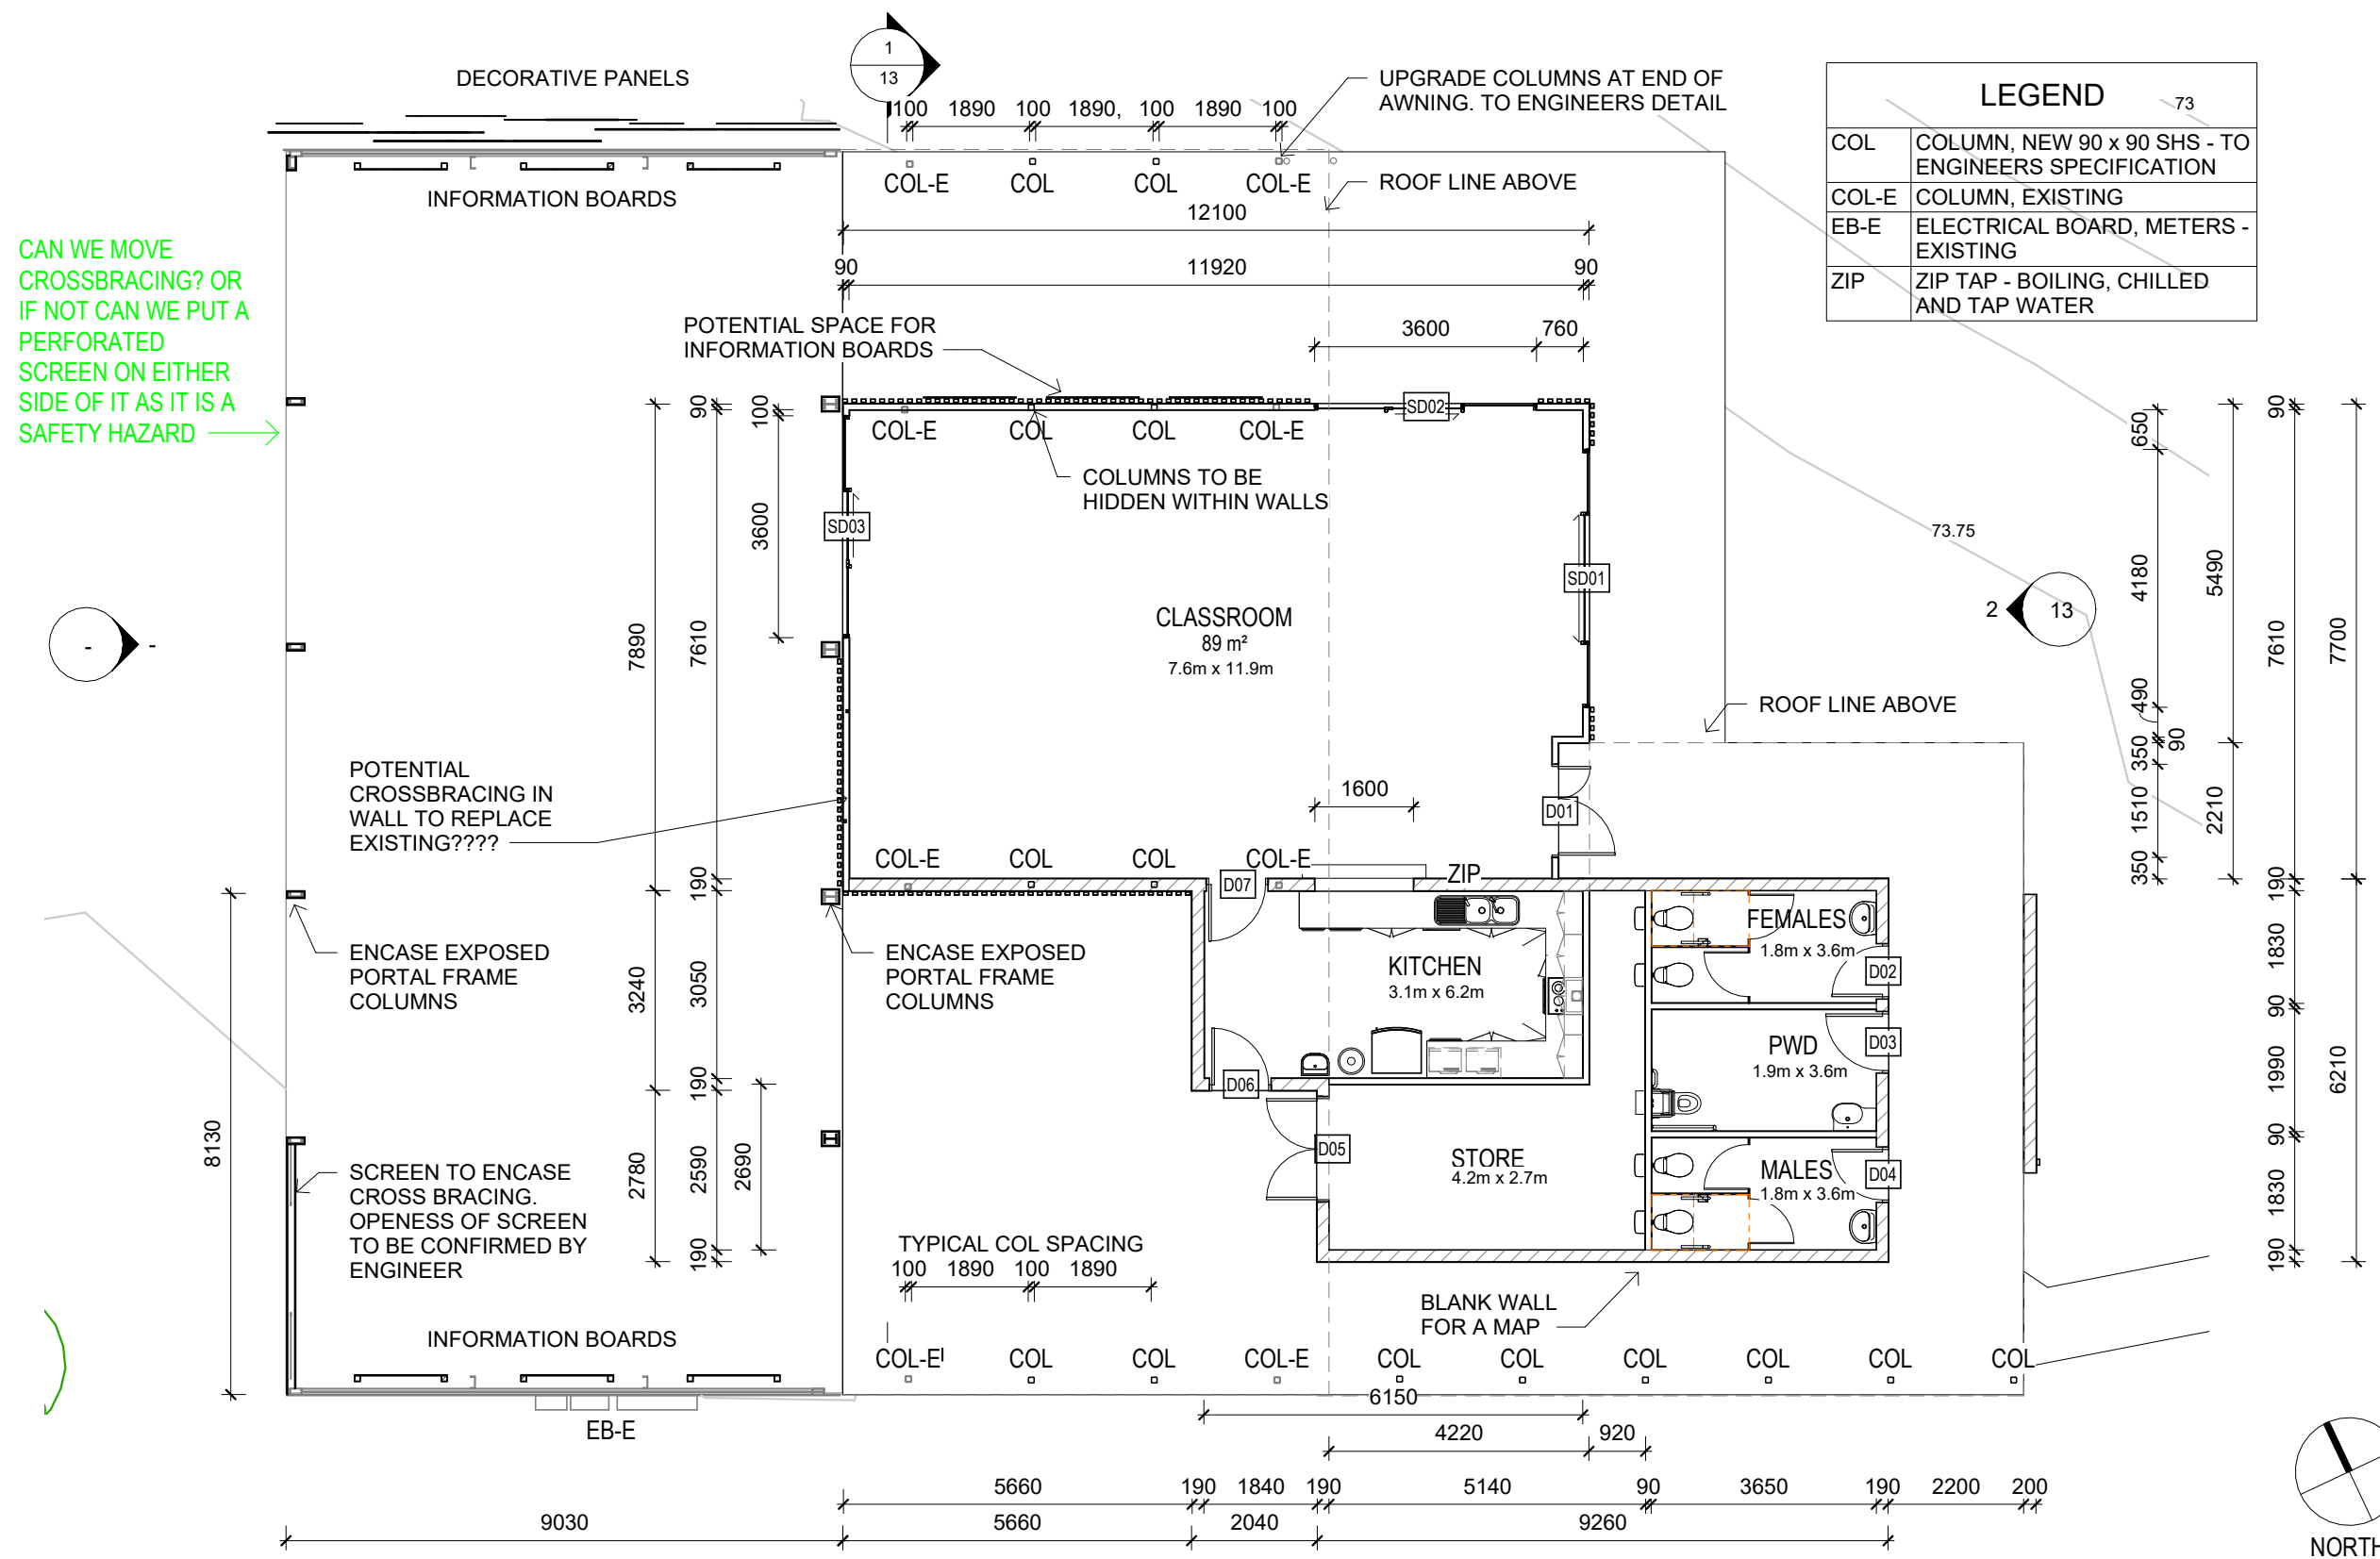 1
13
DECORATIVE PANELS
100 1890 100 1890, 100 1890 100
UPGRADE COLUMNS AT END OF
AWNING. TO ENGINEERS DETAIL
LEGEND
73
COL COLUMN, NEW 90 x 90 SHS - TO
ENGINEERS SPECIFICATION
COL-E COLUMN, EXISTING
EB-E ELECTRICAL BOARD, METERS -
EXISTING
ZIP ZIP TAP - BOILING, CHILLED
AND TAP WATER
INFORMATION BOARDS
COL-E COL COL COL-E
ROOF LINE ABOVE
12100
90 11920 90
CAN WE MOVE
CROSSBRACING? OR
IF NOT CAN WE PUT A
PERFORATED
SCREEN ON EITHER
SIDE OF IT AS IT IS A
SAFETY HAZARD
POTENTIAL SPACE FOR
INFORMATION BOARDS
3600 760
SD02
COL-E COL COL COL-E
COLUMNS TO BE
HIDDEN WITHIN WALLS
SD03
SD01
90
100
3600
7890
7610
190
CLASSROOM
89 m²
7.6m x 11.9m
-
-
73.75
2
13
650
4180
490
90
350
1510
350
5490
2210
90
7610
190
7700
ROOF LINE ABOVE
POTENTIAL
CROSSBRACING IN
WALL TO REPLACE
EXISTING????
1600
D01
COL-E COL COL COL-E
ZIP
D07
ENCASE EXPOSED
PORTAL FRAME
COLUMNS
ENCASE EXPOSED
PORTAL FRAME
COLUMNS
KITCHEN
3.1m x 6.2m
FEMALES
1.8m x 3.6m
D02
PWD
1.9m x 3.6m
D03
D06
D05
STORE
4.2m x 2.7m
MALES
1.8m x 3.6m
D04
8130
3240
3050
190
2780
2590
190
2690
1830
90
1990
90
1830
190
6210
SCREEN TO ENCASE
CROSS BRACING.
OPENESS OF SCREEN
TO BE CONFIRMED BY
ENGINEER
TYPICAL COL SPACING
100 1890 100 1890
BLANK WALL
FOR A MAP
INFORMATION BOARDS
COL-E COL COL COL-E COL COL COL COL COL COL
EB-E
6150
4220 920
5660 190 1840 190 5140 90 3650 190 2200 200
9030 5660 2040 9260
NORTH